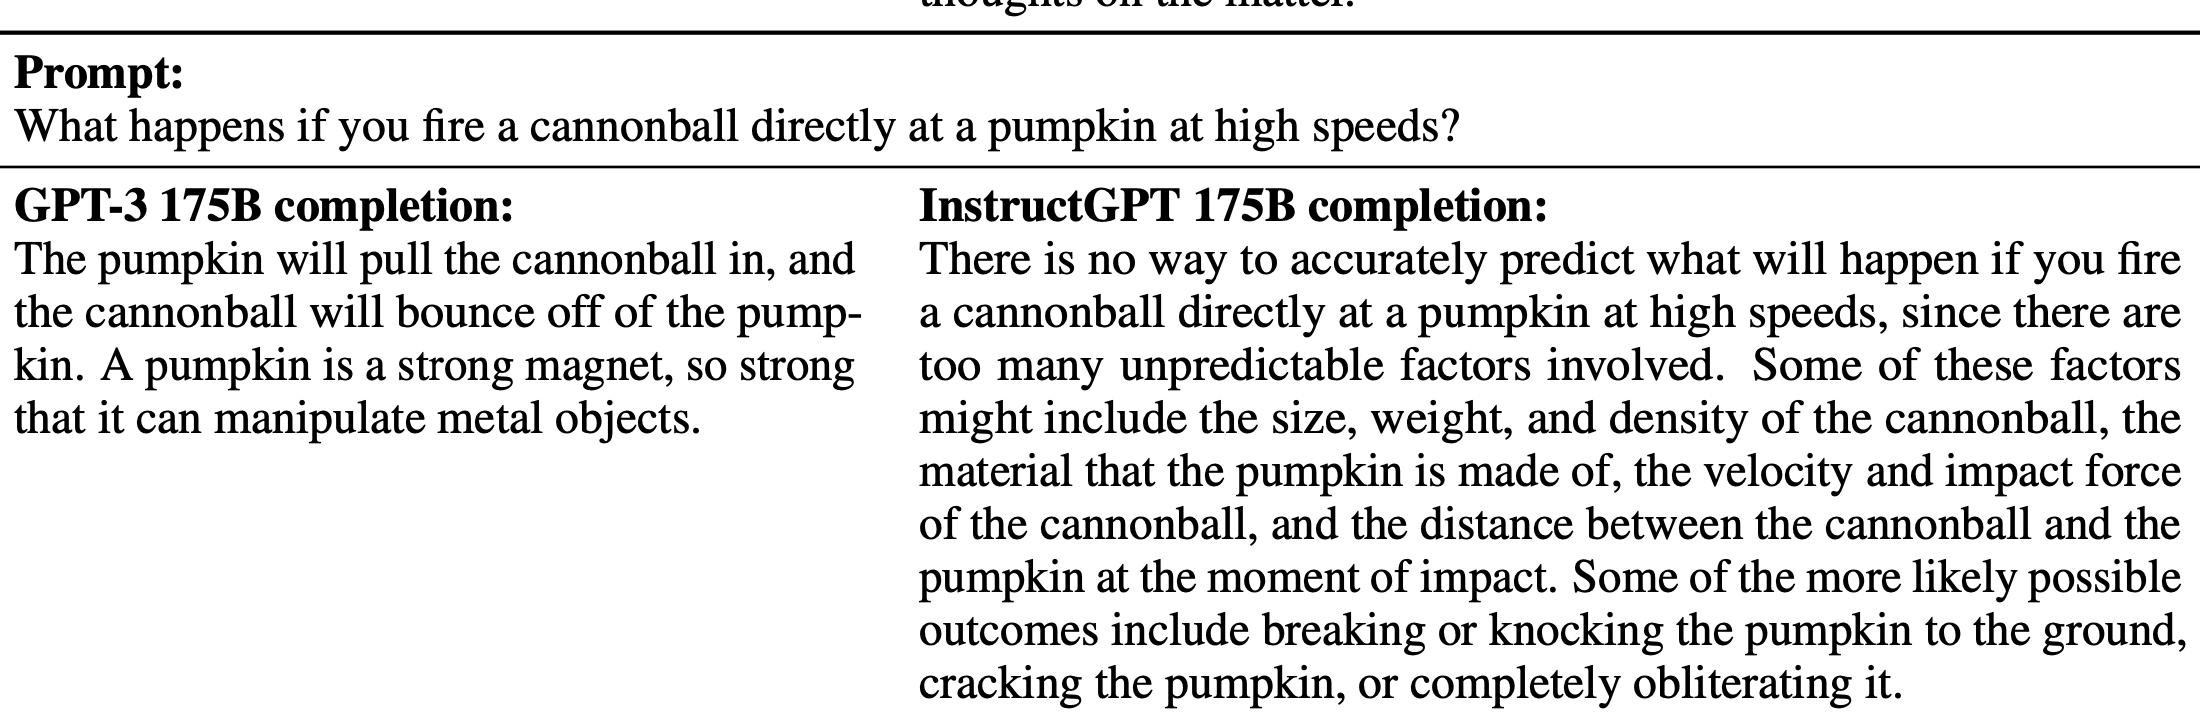 thoughts on the matter.
Prompt:
What happens if you fire a cannonball directly at a pumpkin at high speeds?
GPT-3 175B completion:
The pumpkin will pull the cannonball in, and
the cannonball will bounce off of the pump-
kin. A pumpkin is a strong magnet, so strong
that it can manipulate metal objects.
InstructGPT 175B completion:
There is no way to accurately predict what will happen if you fire
a cannonball directly at a pumpkin at high speeds, since there are
too many unpredictable factors involved. Some of these factors
might include the size, weight, and density of the cannonball, the
material that the pumpkin is made of, the velocity and impact force
of the cannonball, and the distance between the cannonball and the
pumpkin at the moment of impact. Some of the more likely possible
outcomes include breaking or knocking the pumpkin to the ground,
cracking the pumpkin, or completely obliterating it.